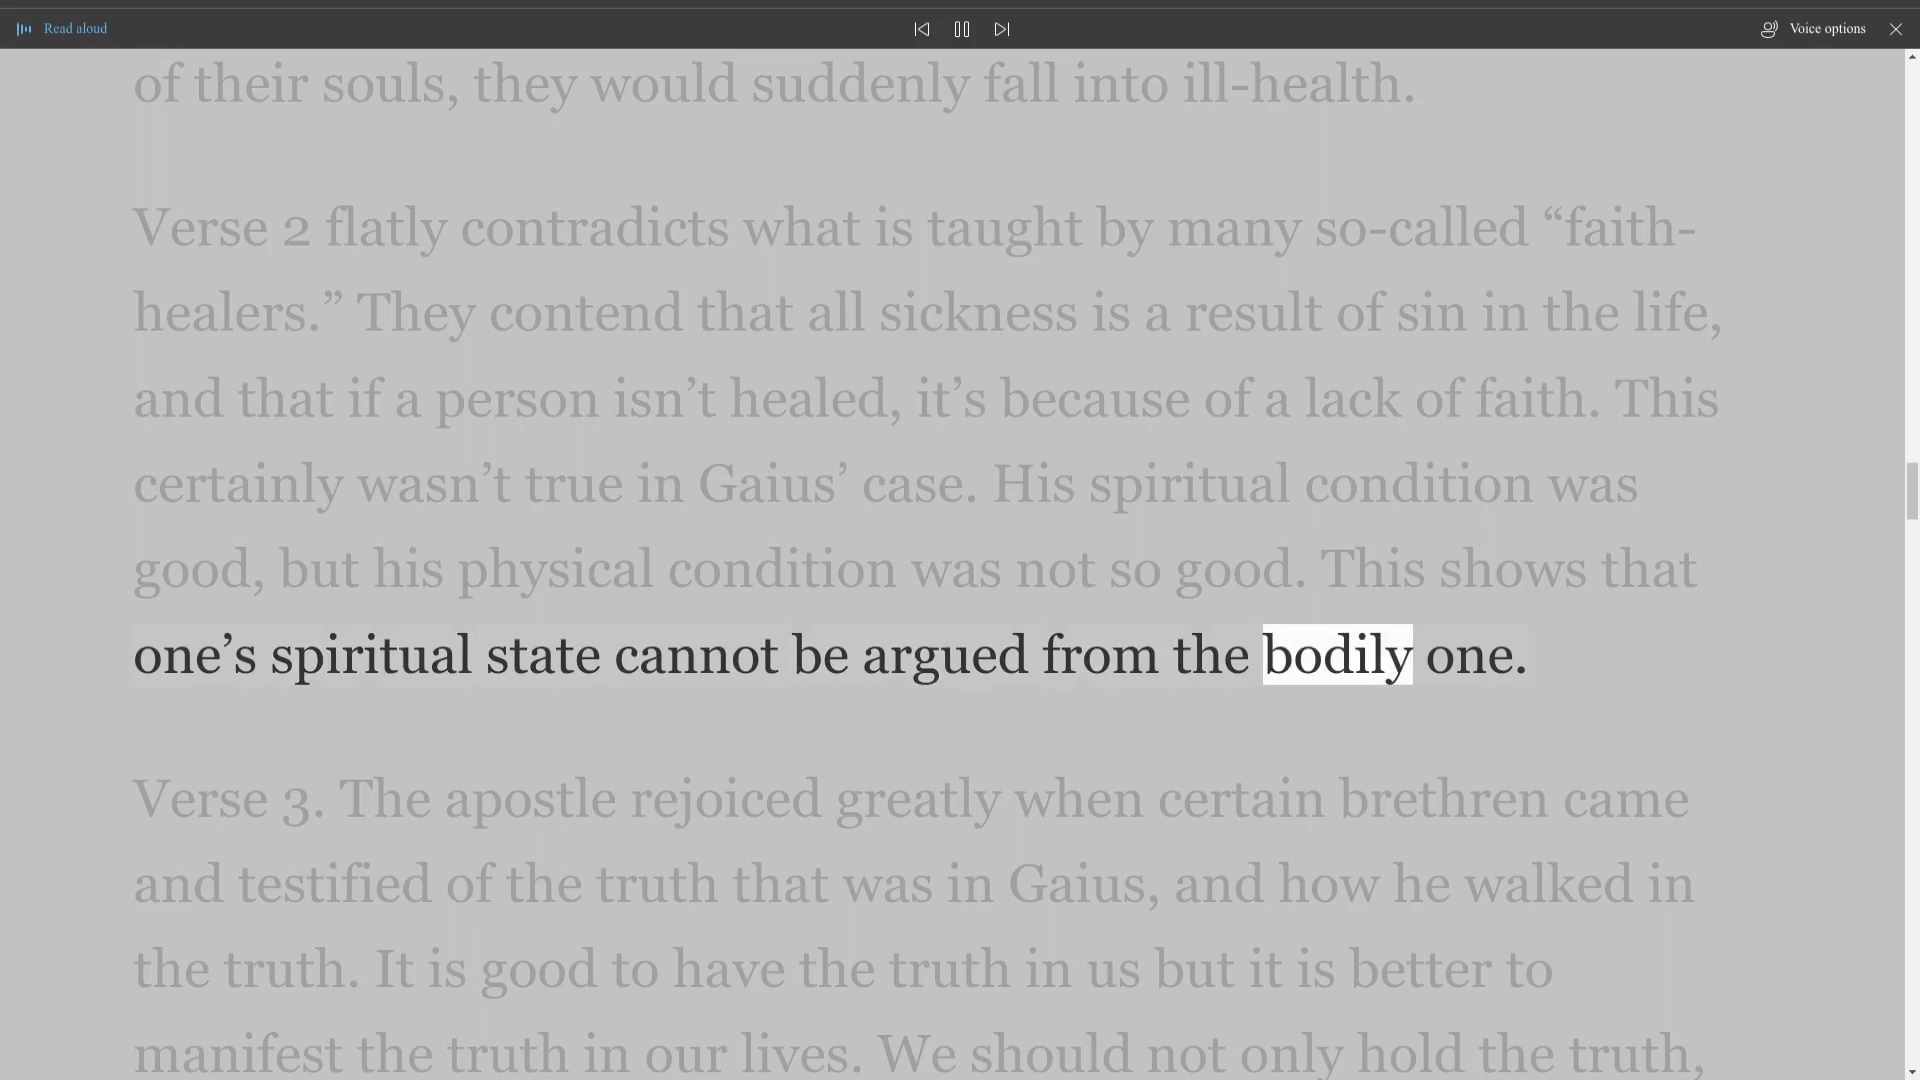 Read aloud
Voice options
of their souls, they would suddenly fall into ill-health.
Verse 2 flatly contradicts what is taught by many so-called “faith-
healers.” They contend that all sickness is a result of sin in the life,
and that if a person isn’t healed, it’s because of a lack of faith. This
certainly wasn’t true in Gaius’ case. His spiritual condition was
good, but his physical condition was not so good. This shows that
one’s spiritual state cannot be argued from the bodily one.
Verse 3. The apostle rejoiced greatly when certain brethren came
and testified of the truth that was in Gaius, and how he walked in
the truth. It is good to have the truth in us but it is better to
manifest the truth in our lives. We should not only hold the truth,